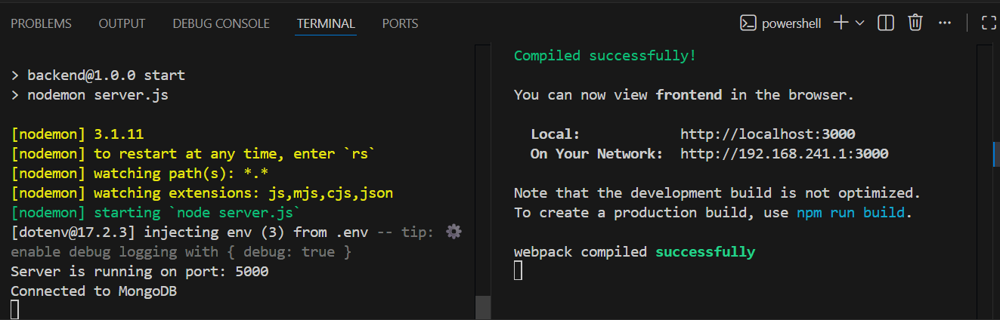 PROBLEMS OUTPUT DEBUG CONSOLE TERMINAL PORTS
powershell
> backend@1.0.0 start
> nodemon server.js
[nodemon] 3.1.11
[nodemon] to restart at any time, enter `rs`
[nodemon] watching path(s): *.*
[nodemon] watching extensions: js,mjs,cjs,json
[nodemon] starting `node server.js`
[dotenv@17.2.3] injecting env (3) from .env -- tip: ⚙️
enable debug logging with { debug: true }
Server is running on port: 5000
Connected to MongoDB
Compiled successfully!
You can now view frontend in the browser.
Local: http://localhost:3000
On Your Network: http://192.168.241.1:3000
Note that the development build is not optimized.
To create a production build, use npm run build.
webpack compiled successfully